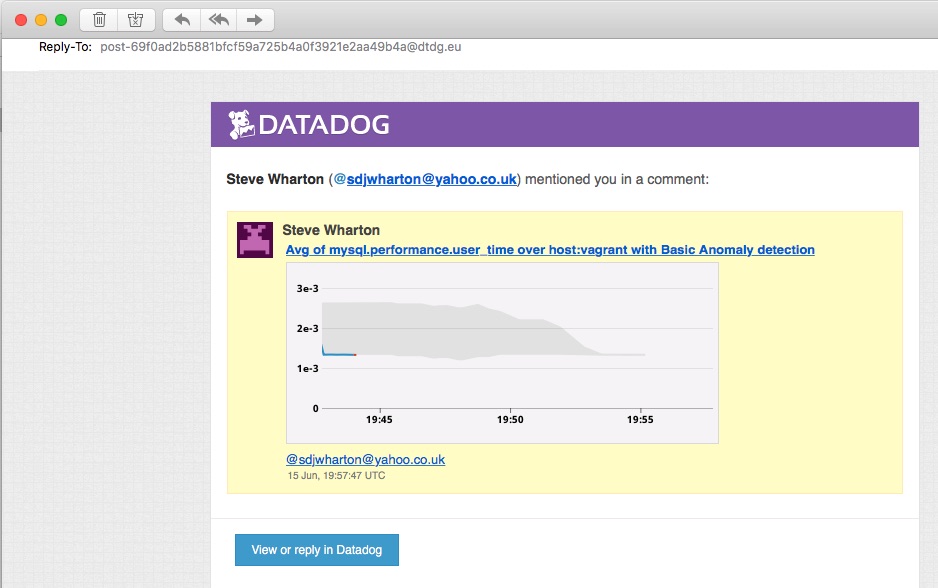 Reply-To: post-69f0ad2b5881bfcf59a725b4a0f3921e2aa49b4a@dtdg.eu
DATADOG
Steve Wharton (@sdjwharton@yahoo.co.uk) mentioned you in a comment:
Steve Wharton
Avg of mysql.performance.user_time over host:vagrant with Basic Anomaly detection
3e-3
2e-3
1e-3
0
19:45 19:50 19:55
@sdjwharton@yahoo.co.uk
15 Jun, 19:57:47 UTC
View or reply in Datadog